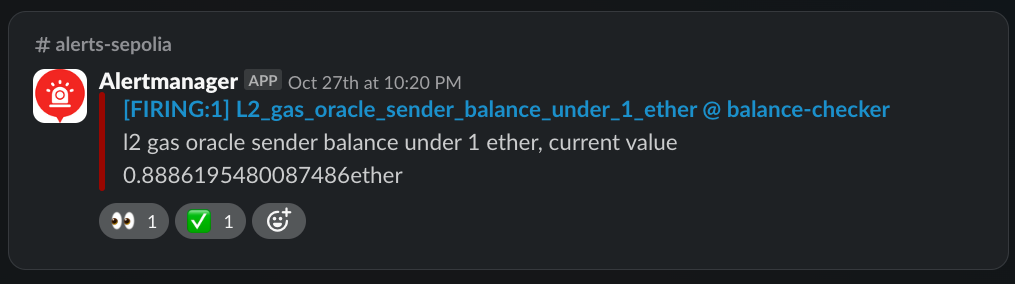 # alerts-sepolia
Alertmanager APP Oct 27th at 10:20 PM
[FIRING:1] L2_gas_oracle_sender_balance_under_1_ether @ balance-checker
l2 gas oracle sender balance under 1 ether, current value
0.8886195480087486ether
1 1